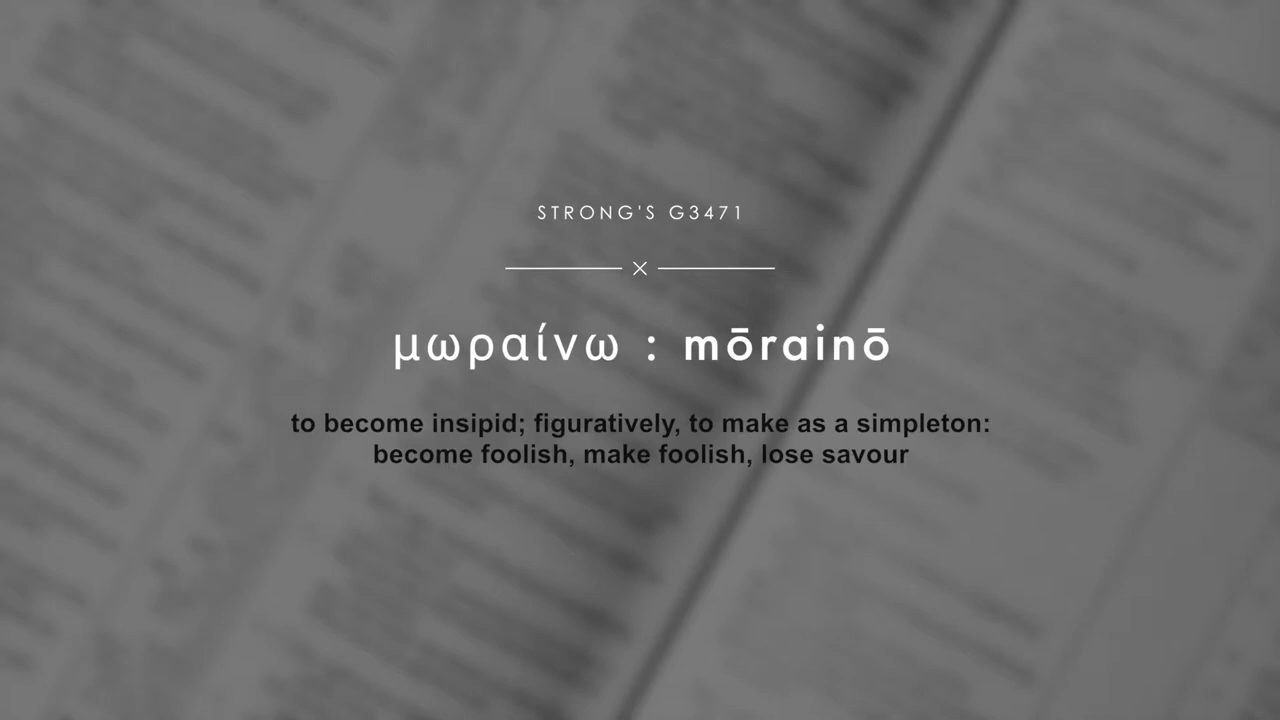 STRONG'S G3471
μωραίνω : mōrainō
to become insipid; figuratively, to make as a simpleton:
become foolish, make foolish, lose savour